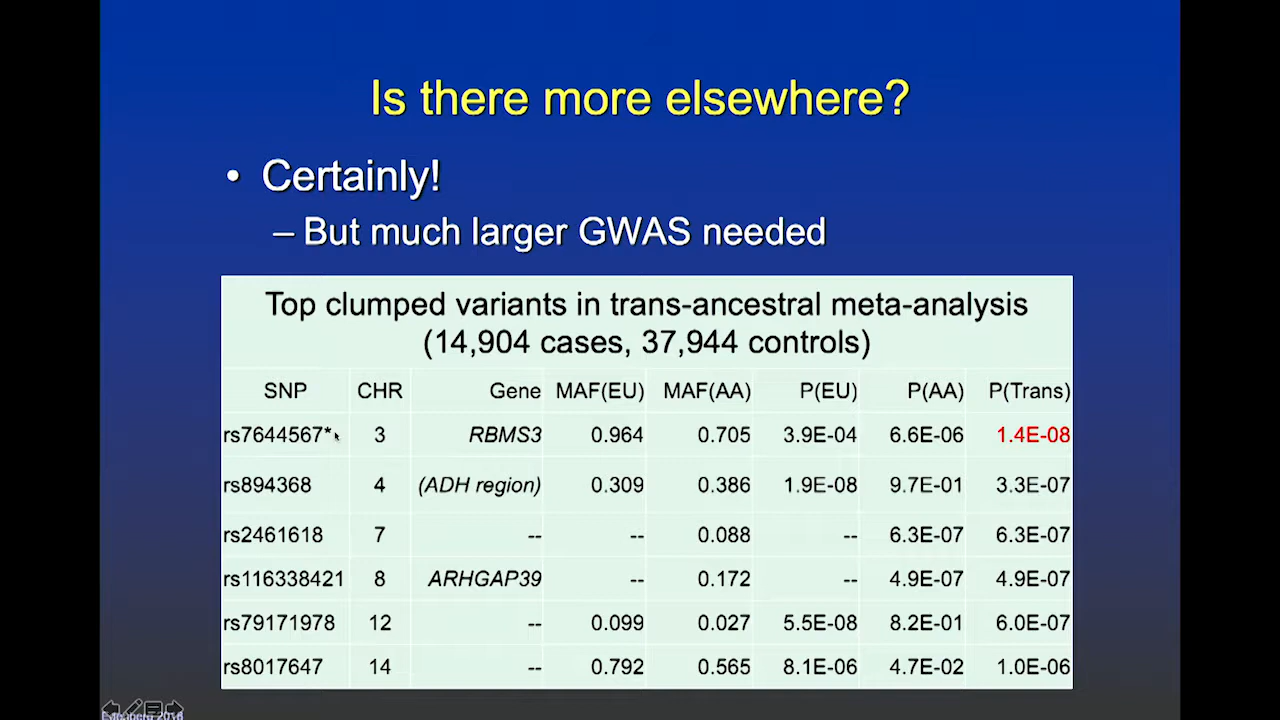 Is there more elsewhere?
• Certainly!
– But much larger GWAS needed
Top clumped variants in trans-ancestral meta-analysis
(14,904 cases, 37,944 controls)
SNP CHR Gene MAF(EU) MAF(AA) P(EU) P(AA) P(Trans)
rs7644567* 3 RBMS3 0.964 0.705 3.9E-04 6.6E-06 1.4E-08
rs894368 4 (ADH region) 0.309 0.386 1.9E-08 9.7E-01 3.3E-07
rs2461618 7 -- -- 0.088 -- 6.3E-07 6.3E-07
rs116338421 8 ARHGAP39 -- 0.172 -- 4.9E-07 4.9E-07
rs79171978 12 -- 0.099 0.027 5.5E-08 8.2E-01 6.0E-07
rs8017647 14 -- 0.792 0.565 8.1E-06 4.7E-02 1.0E-06